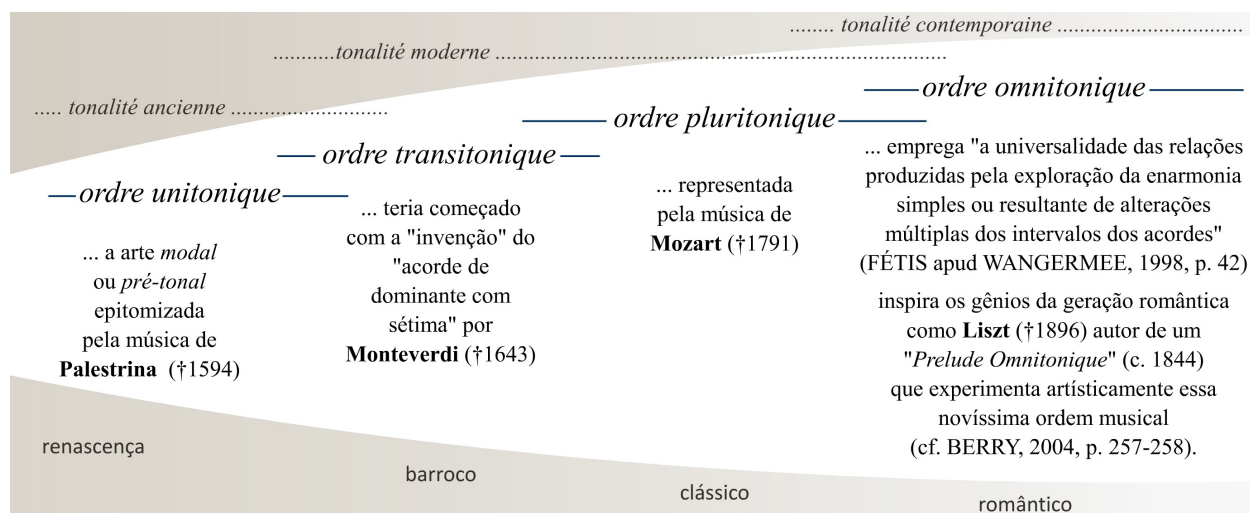 ........ tonalité contemporaine ................................
...........tonalité moderne ................................................................................
..... tonalité ancienne ...........................
ordre omnitonique
ordre pluritonique
ordre transitonique
ordre unitonique
... a arte modal
ou pré-tonal
epitomizada
pela música de
Palestrina (†1594)
... teria começado
com a "invenção" do
"acorde de
dominante com
sétima" por
Monteverdi (†1643)
... representada
pela música de
Mozart (†1791)
... emprega "a universalidade das relações
produzidas pela exploração da enarmonia
simples ou resultante de alterações
múltiplas dos intervalos dos acordes"
(FÉTIS apud WANGERMEE, 1998, p. 42)
inspira os gênios da geração romântica
como Liszt (†1896) autor de um
"Prelude Omnitonique" (c. 1844)
que experimenta artísticamente essa
novíssima ordem musical
(cf. BERRY, 2004, p. 257-258).
renascença
barroco
clássico
romântico